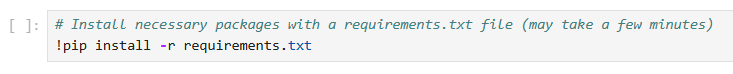 [ ]: # Install necessary packages with a requirements.txt file (may take a few minutes)
!pip install -r requirements.txt